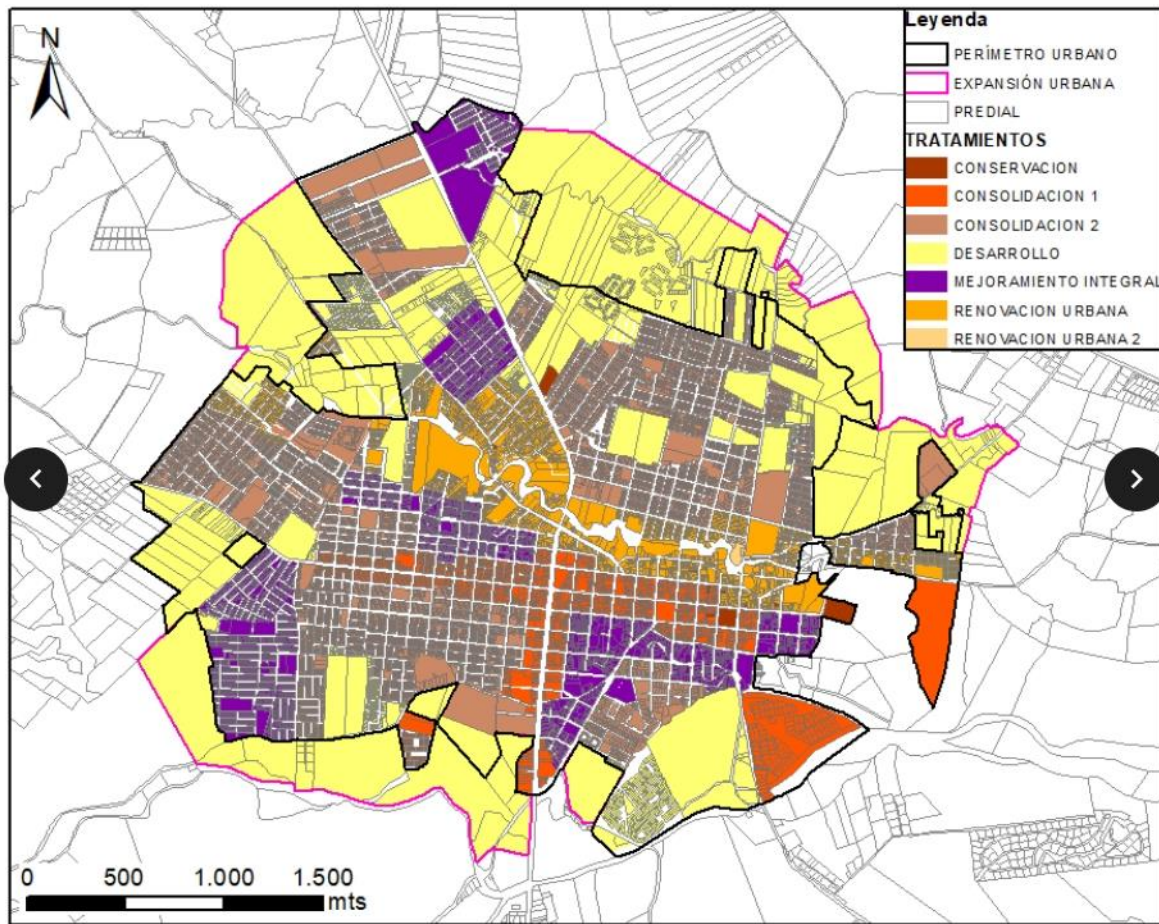 N
Leyenda
PERÍMETRO URBANO
EXPANSIÓN URBANA
PREDIAL
TRATAMIENTOS
CONSERVACION
CONSOLIDACION 1
CONSOLIDACION 2
DESARROLLO
MEJORAMIENTO INTEGRAL
RENOVACION URBANA
RENOVACION URBANA 2
0 500 1.000 1.500
mts